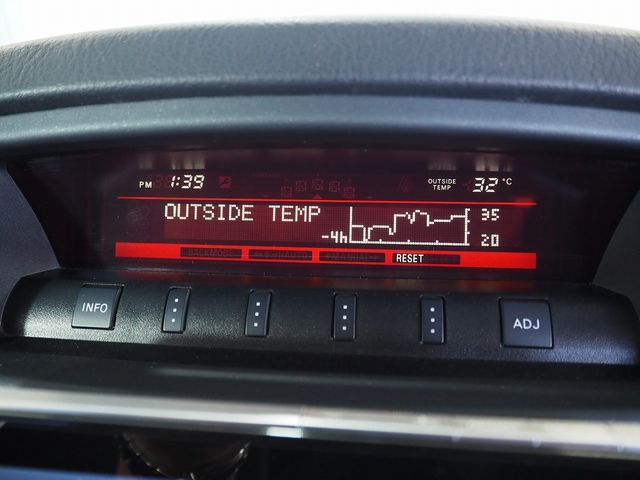 PM 1:39 OUTSIDE TEMP 32 °C
OUTSIDE TEMP -4h 35 20
RESET
INFO ADJ